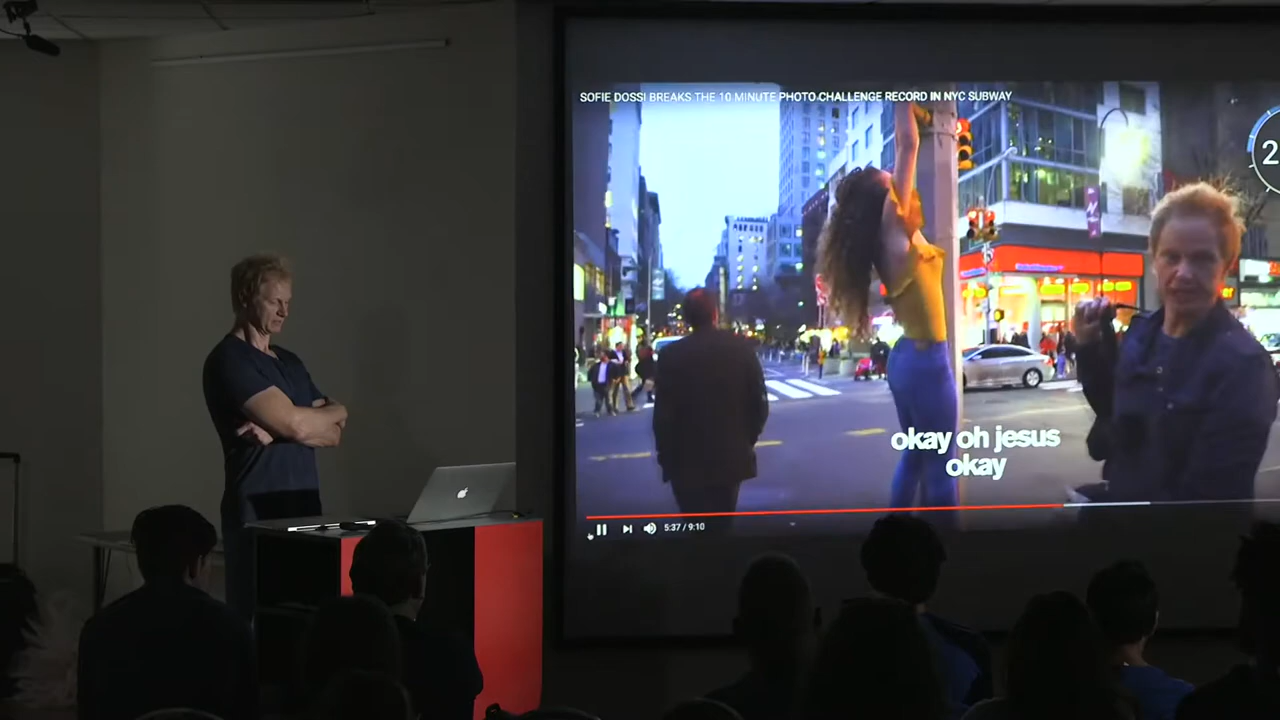 SOFIE DOSSI BREAKS THE 10 MINUTE PHOTO CHALLENGE RECORD IN NYC SUBWAY
2
okay oh jesus
okay
5:37 / 9:10